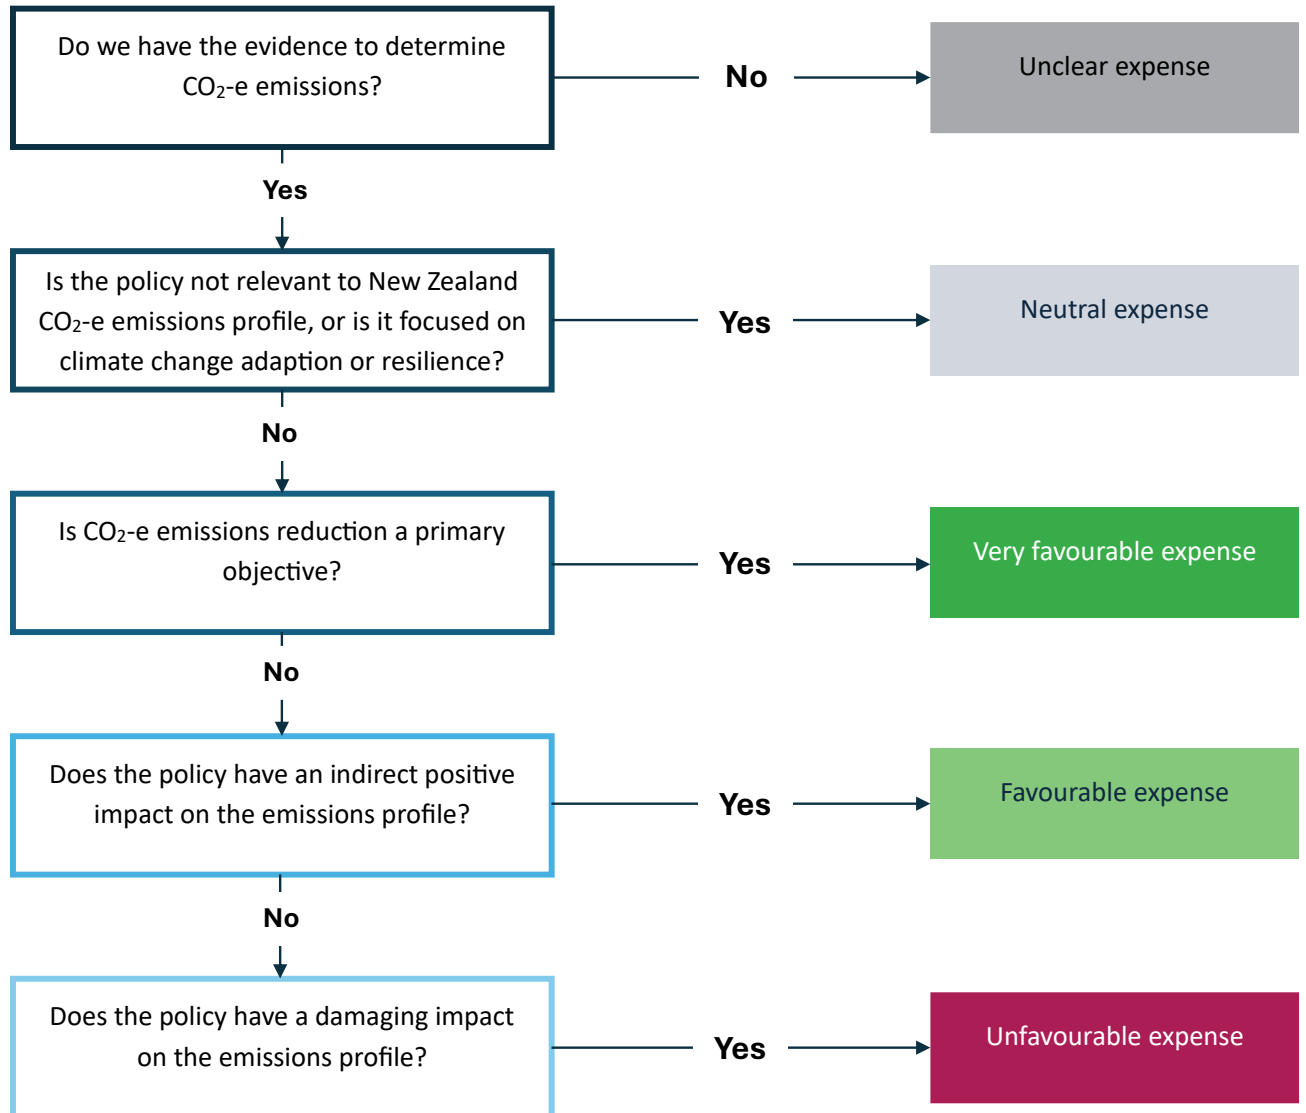 Do we have the evidence to determine
CO₂-e emissions?
No
Unclear expense
Yes
Is the policy not relevant to New Zealand
CO₂-e emissions profile, or is it focused on
climate change adaption or resilience?
Yes
Neutral expense
No
Is CO₂-e emissions reduction a primary
objective?
Yes
Very favourable expense
No
Does the policy have an indirect positive
impact on the emissions profile?
Yes
Favourable expense
No
Does the policy have a damaging impact
on the emissions profile?
Yes
Unfavourable expense